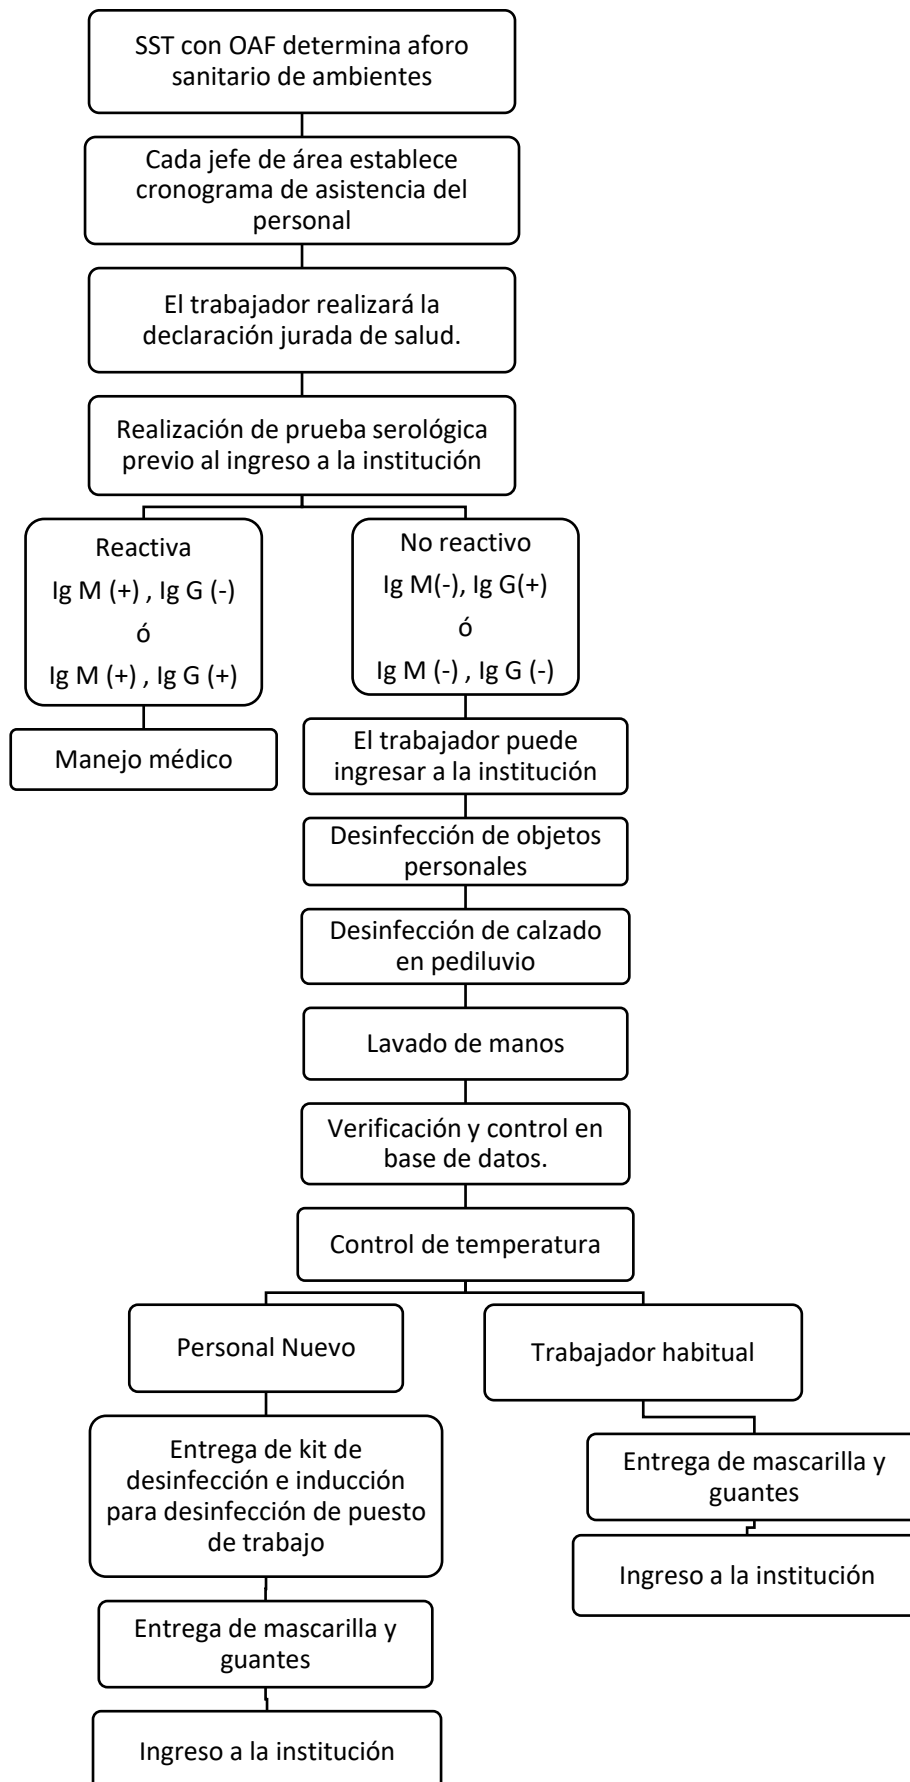 SST con OAF determina aforo
sanitario de ambientes
Cada jefe de área establece
cronograma de asistencia del
personal
El trabajador realizará la
declaración jurada de salud.
Realización de prueba serológica
previo al ingreso a la institución
Reactiva
Ig M (+) , Ig G (-)
ó
Ig M (+) , Ig G (+)
No reactivo
Ig M(-), Ig G(+)
ó
Ig M (-) , Ig G (-)
Manejo médico
El trabajador puede
ingresar a la institución
Desinfección de objetos
personales
Desinfección de calzado
en pediluvio
Lavado de manos
Verificación y control en
base de datos.
Control de temperatura
Personal Nuevo
Entrega de kit de
desinfección e inducción
para desinfección de puesto
de trabajo
Entrega de mascarilla y
guantes
Ingreso a la institución
Trabajador habitual
Entrega de mascarilla y
guantes
Ingreso a la institución